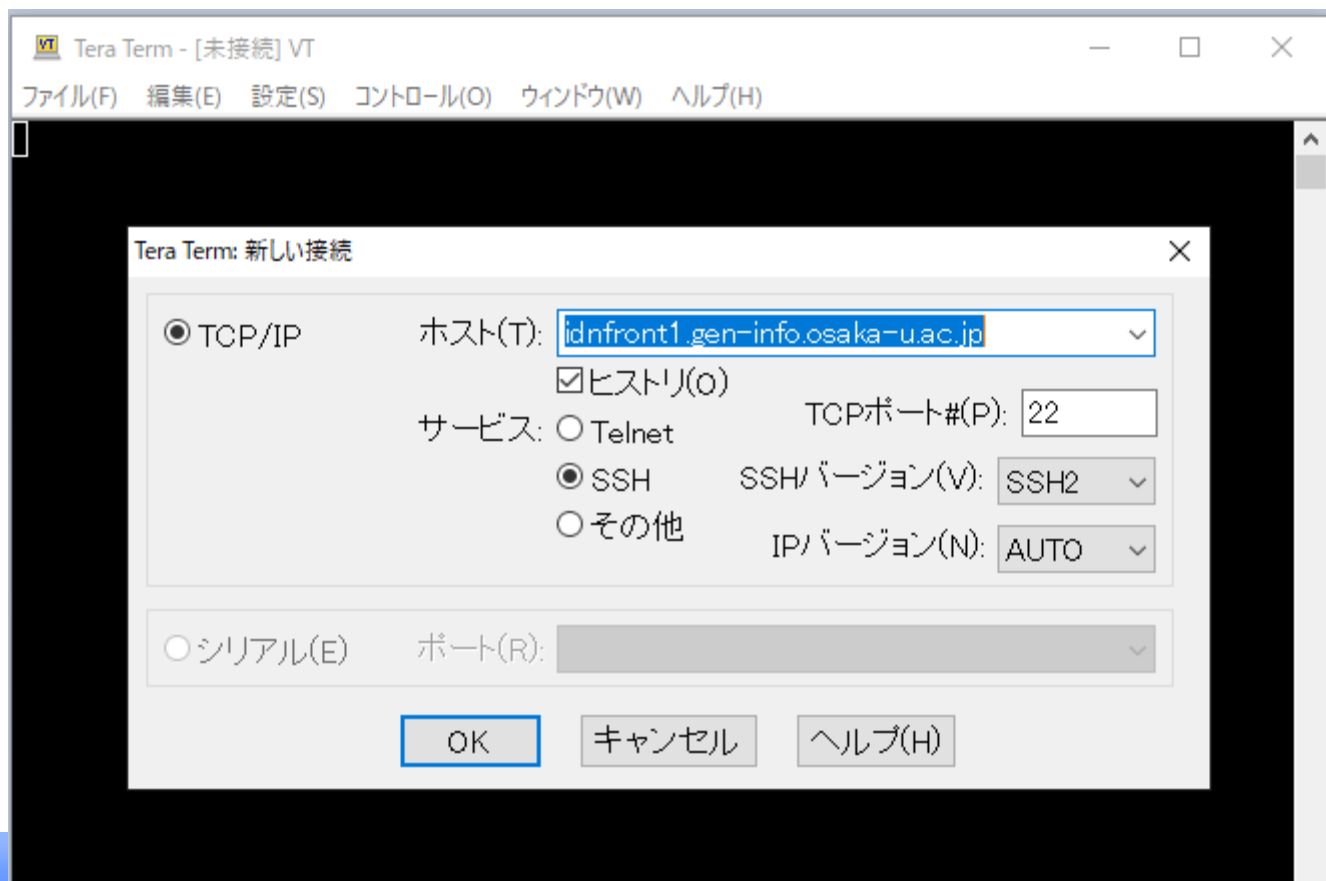 Tera Term - [未接続] VT
ファイル(F) 編集(E) 設定(S) コントロール(O) ウィンドウ(W) ヘルプ(H)
Tera Term: 新しい接続
TCP/IP ホスト(T): idnfront1.gen-info.osaka-u.ac.jp
ヒストリ(O)
サービス: Telnet TCPポート#(P): 22
SSH SSHバージョン(V): SSH2
その他 IPバージョン(N): AUTO
シリアル(E) ポート(R):
OK キャンセル ヘルプ(H)